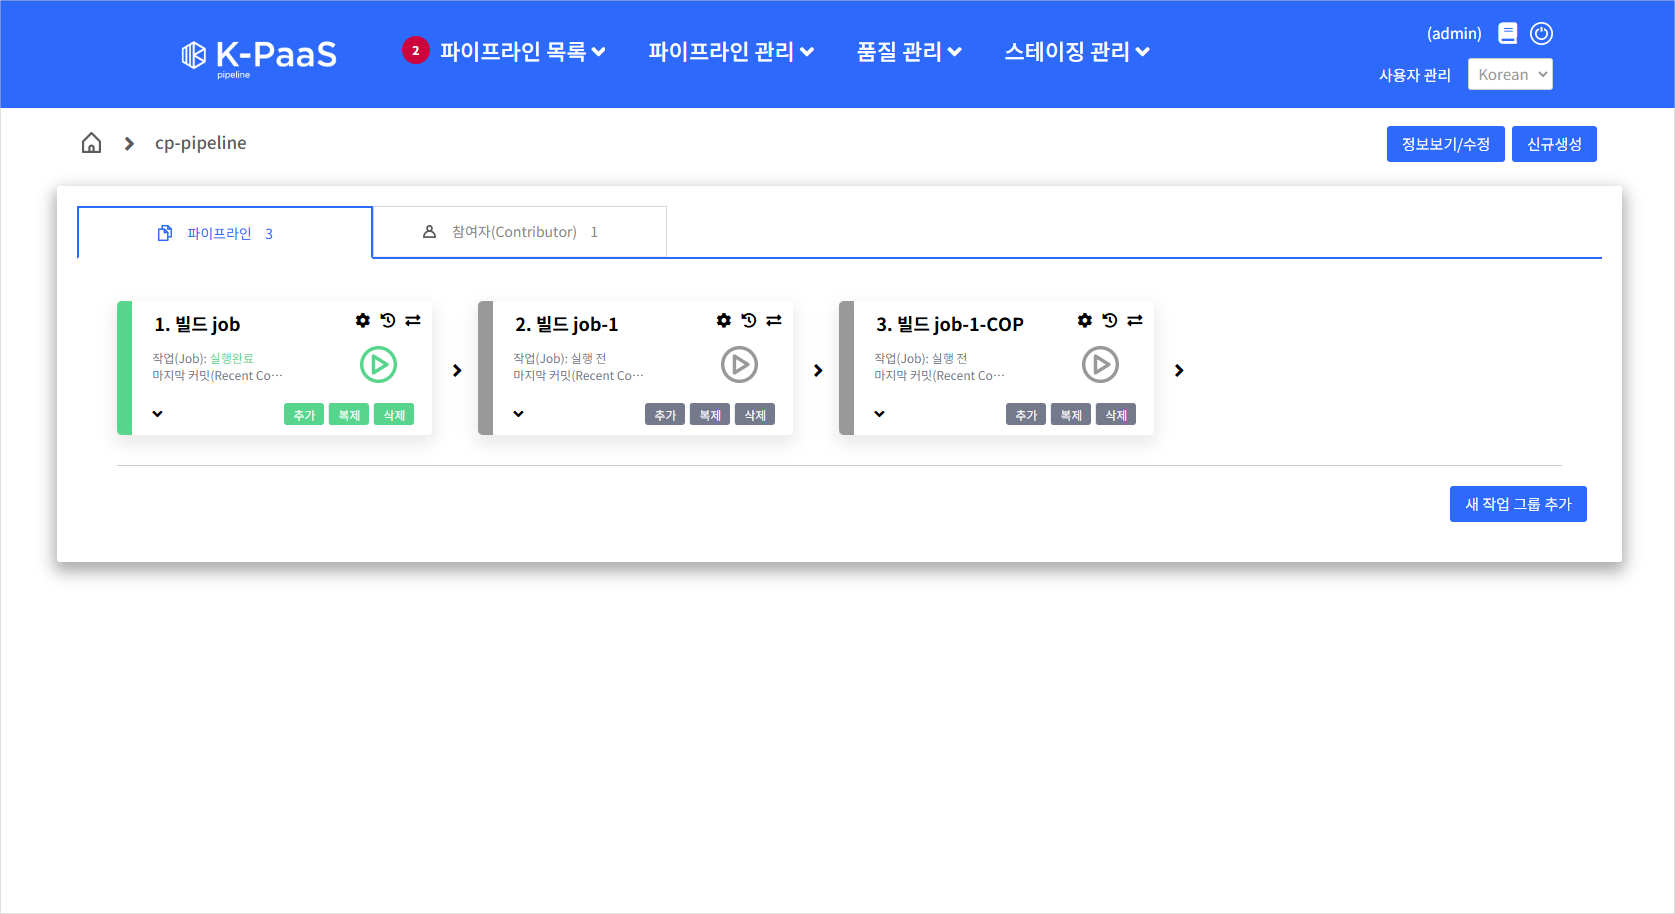 K-PaaS
pipeline
2 파이프라인 목록
파이프라인 관리
품질 관리
스테이징 관리
(admin)
사용자 관리
Korean
cp-pipeline
정보보기/수정
신규생성
파이프라인 3
참여자(Contributor) 1
1. 빌드 job
작업(Job): 실행완료
마지막 커밋(Recent Co…
추가 복제 삭제
2. 빌드 job-1
작업(Job): 실행 전
마지막 커밋(Recent Co…
추가 복제 삭제
3. 빌드 job-1-COP
작업(Job): 실행 전
마지막 커밋(Recent Co…
추가 복제 삭제
새 작업 그룹 추가